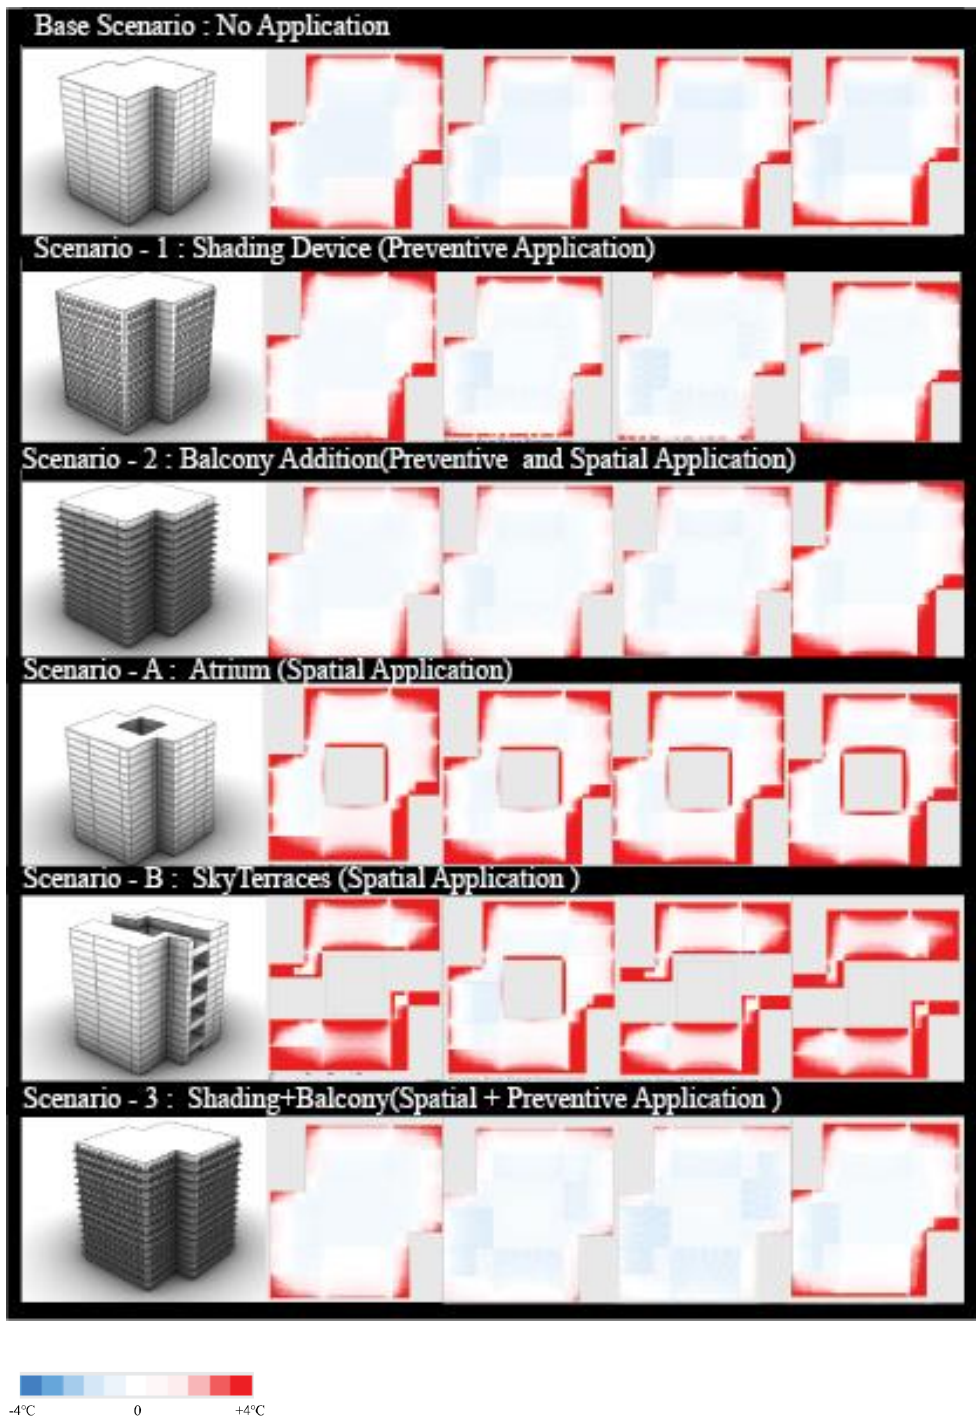 Base Scenario : No Application
Scenario - 1 : Shading Device (Preventive Application)
Scenario - 2 : Balcony Addition(Preventive and Spatial Application)
Scenario - A : Atrium (Spatial Application)
Scenario - B : SkyTerraces (Spatial Application )
Scenario - 3 : Shading+Balcony(Spatial + Preventive Application )
-4°C 0 +4°C